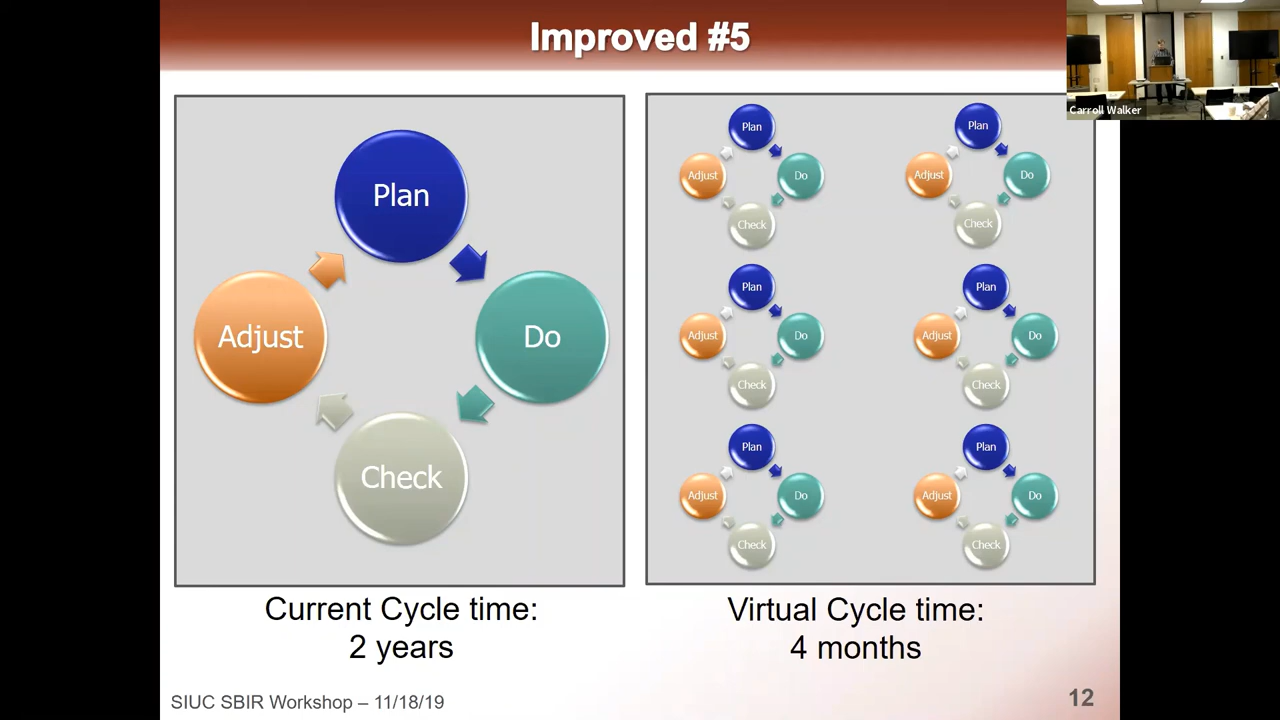 Improved #5
Carroll Walker
Plan
Adjust
Do
Check
Plan
Adjust
Do
Check
Plan
Adjust
Do
Check
Plan
Adjust
Do
Check
Plan
Adjust
Do
Check
Plan
Adjust
Do
Check
Plan
Adjust
Do
Check
Current Cycle time:
2 years
Virtual Cycle time:
4 months
SIUC SBIR Workshop – 11/18/19
12